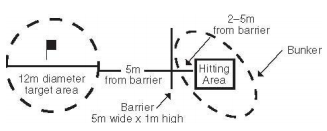 2–5m
from barrier
Bunker
12m diameter
target area
5m
from barrier
Hitting
Area
Barrier
5m wide x 1m high